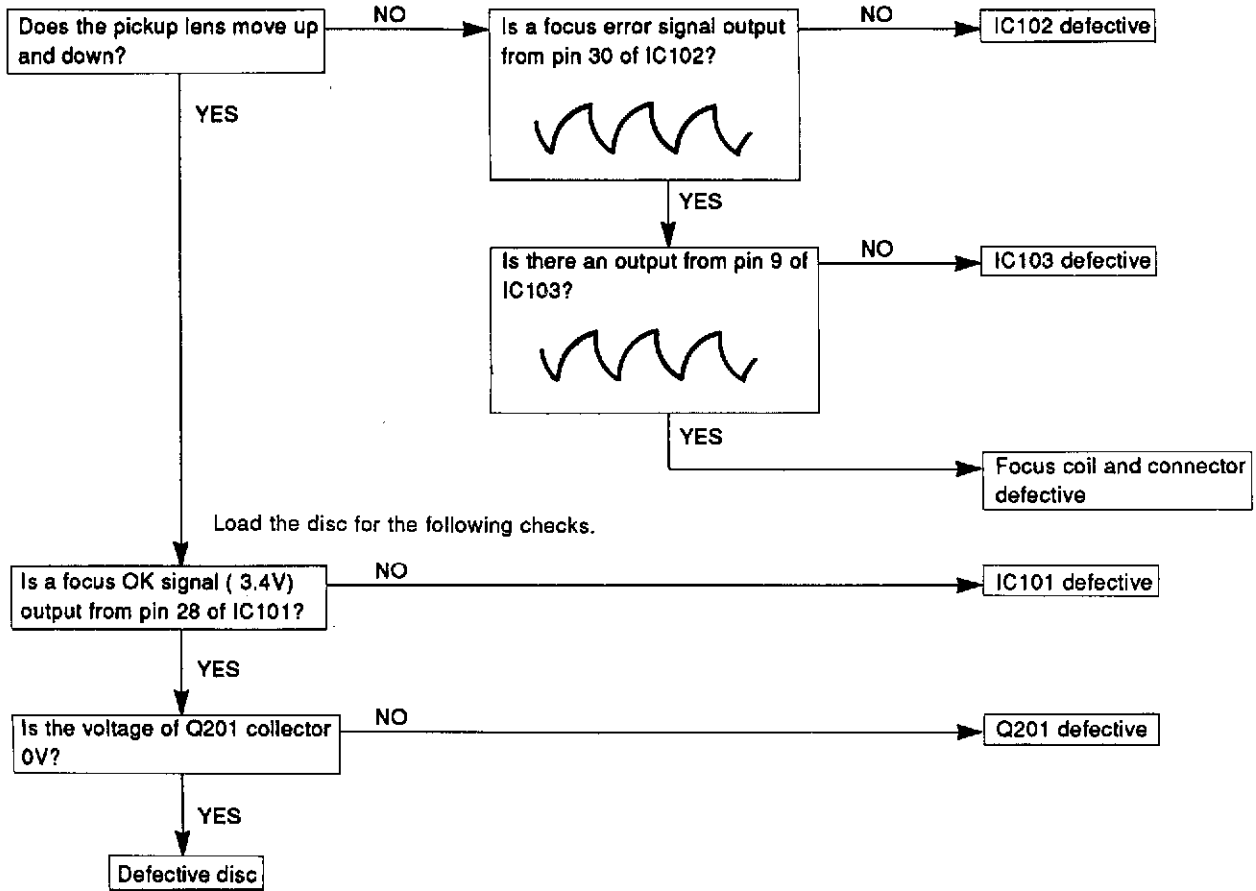 Does the pickup lens move up
and down?
NO
Is a focus error signal output
from pin 30 of IC102?
NO
IC102 defective
YES
YES
Is there an output from pin 9 of
IC103?
NO
IC103 defective
YES
Focus coil and connector
defective
Load the disc for the following checks.
Is a focus OK signal ( 3.4V)
output from pin 28 of IC101?
NO
IC101 defective
YES
Is the voltage of Q201 collector
0V?
NO
Q201 defective
YES
Defective disc